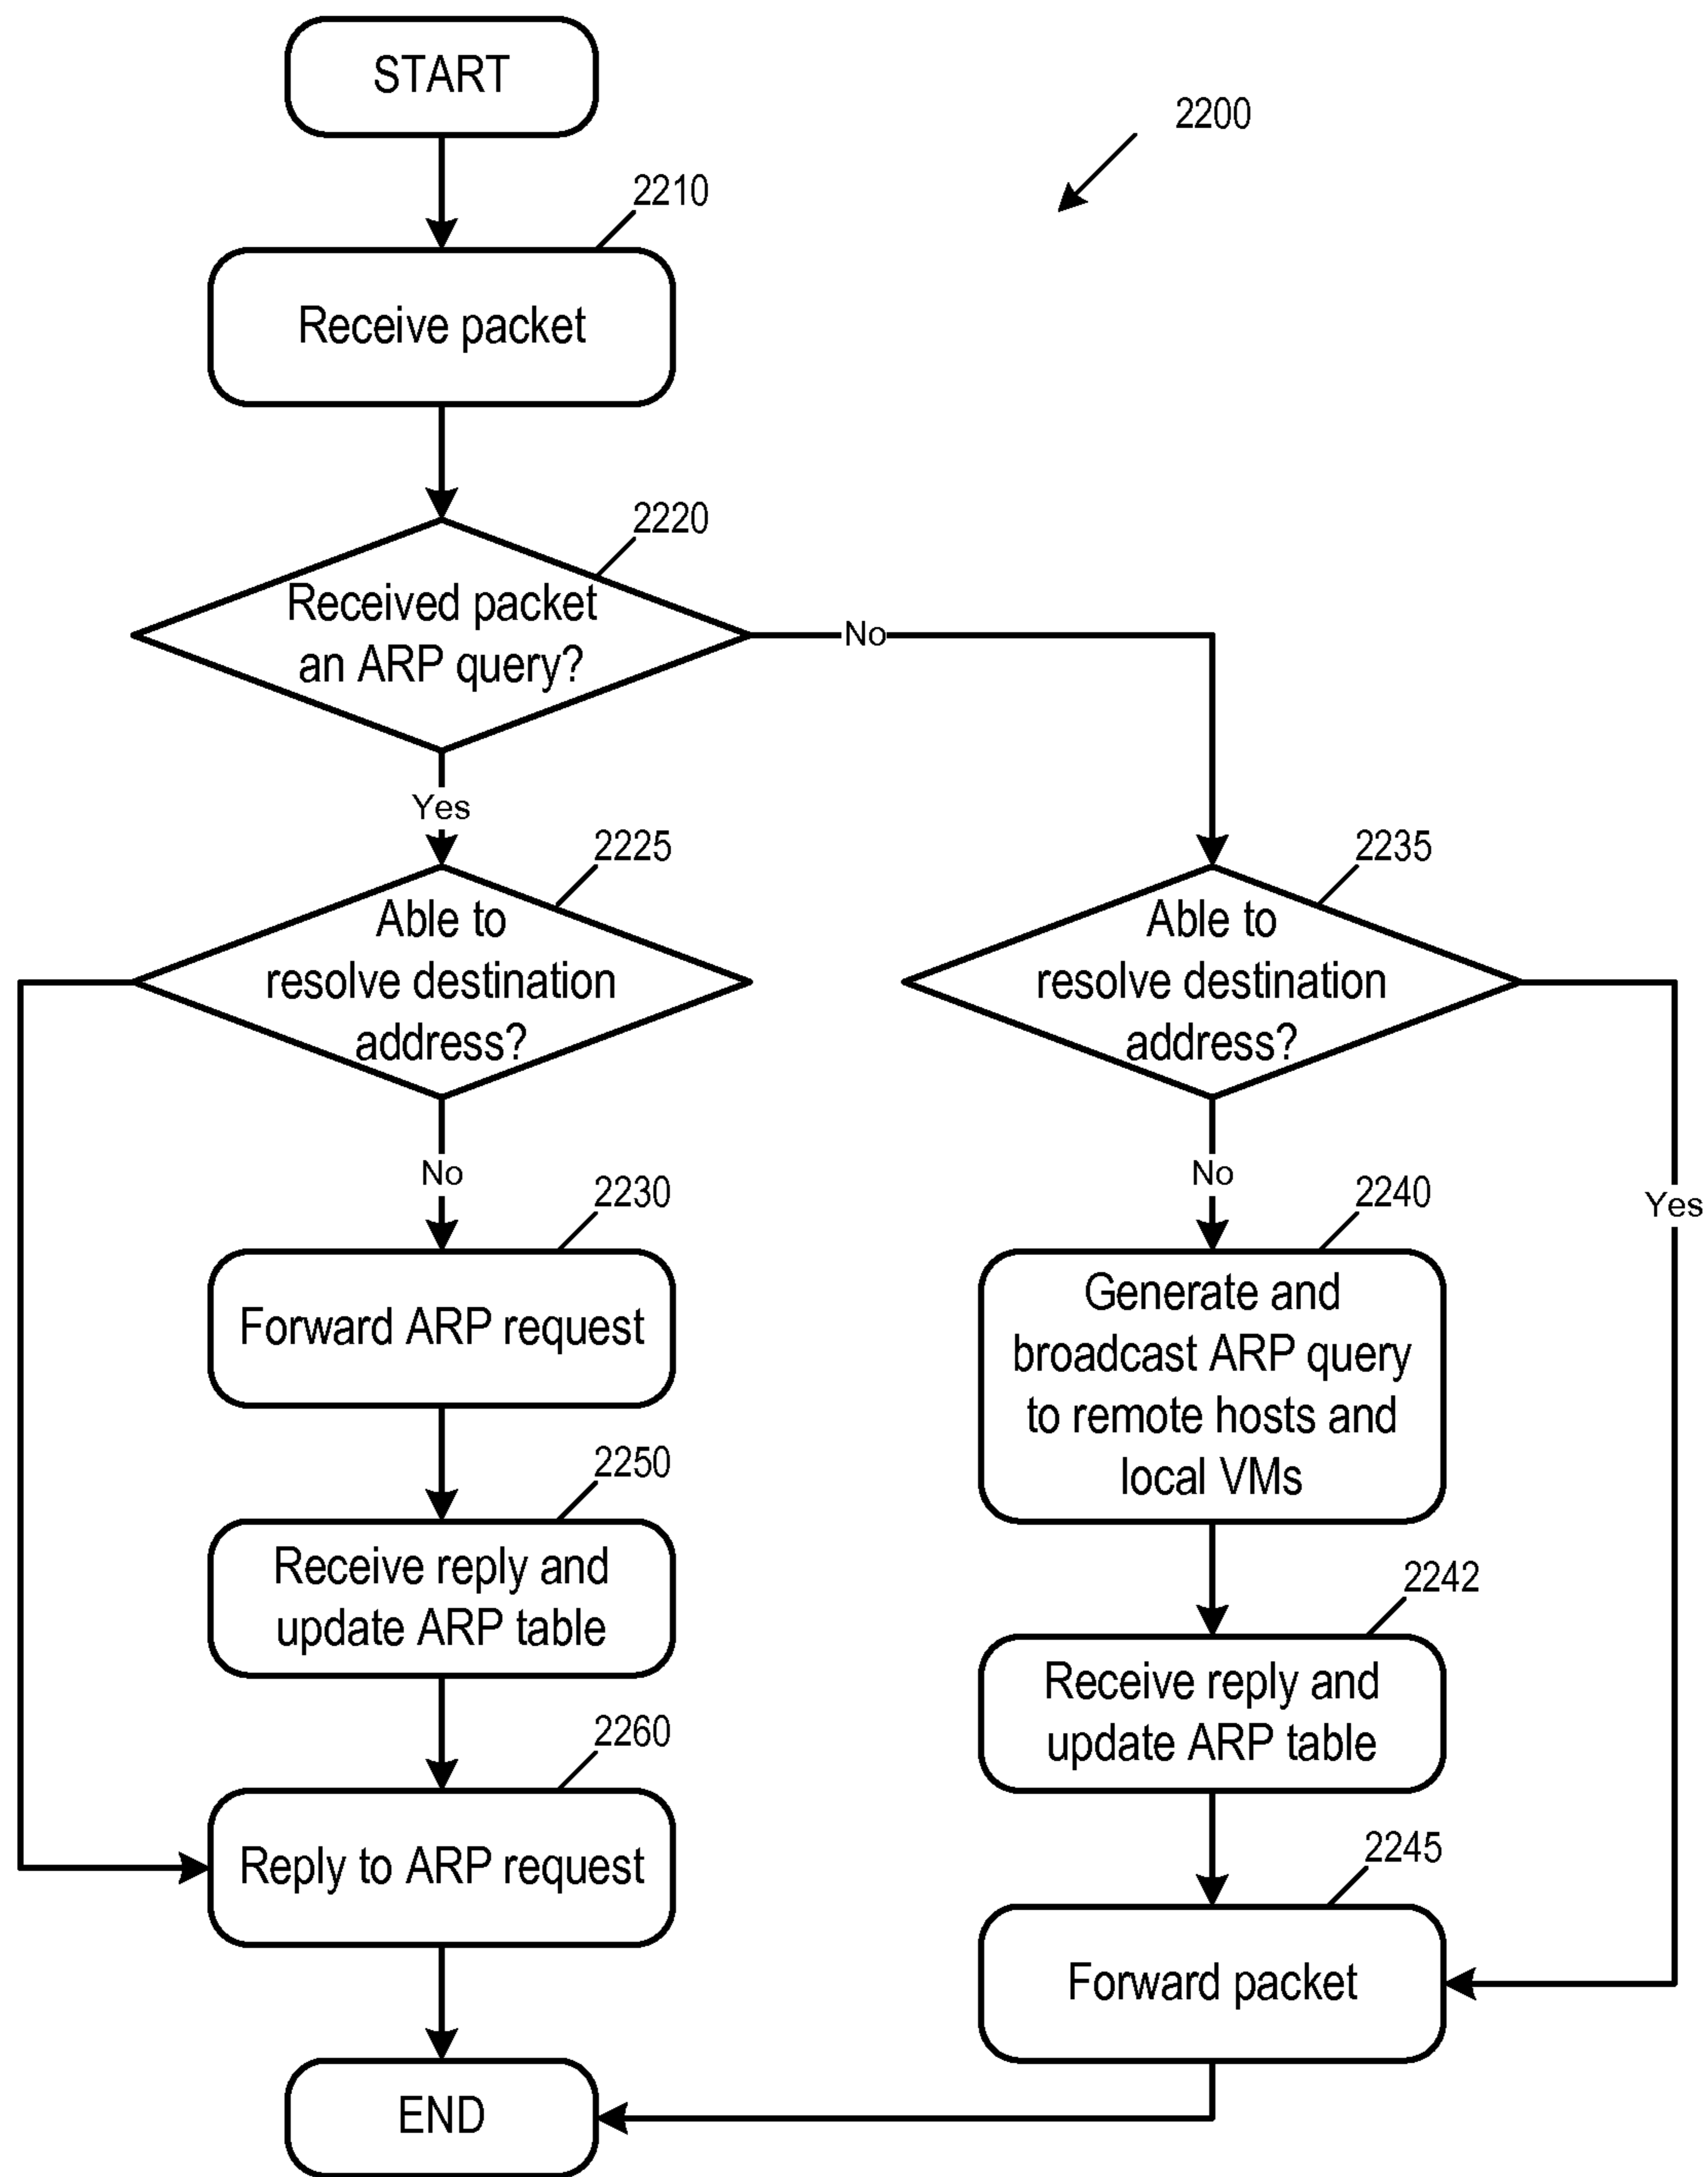 START
2200
2210
Receive packet
2220
Received packet
an ARP query?
No
Yes
2225
Able to
resolve destination
address?
2235
Able to
resolve destination
address?
No
2230
Forward ARP request
No
2240
Generate and
broadcast ARP query
to remote hosts and
local VMs
Yes
2250
Receive reply and
update ARP table
2242
Receive reply and
update ARP table
2260
Reply to ARP request
2245
Forward packet
END